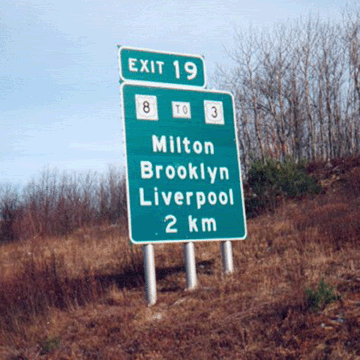 EXIT 19
8 TO 3
Milton
Brooklyn
Liverpool
2 km